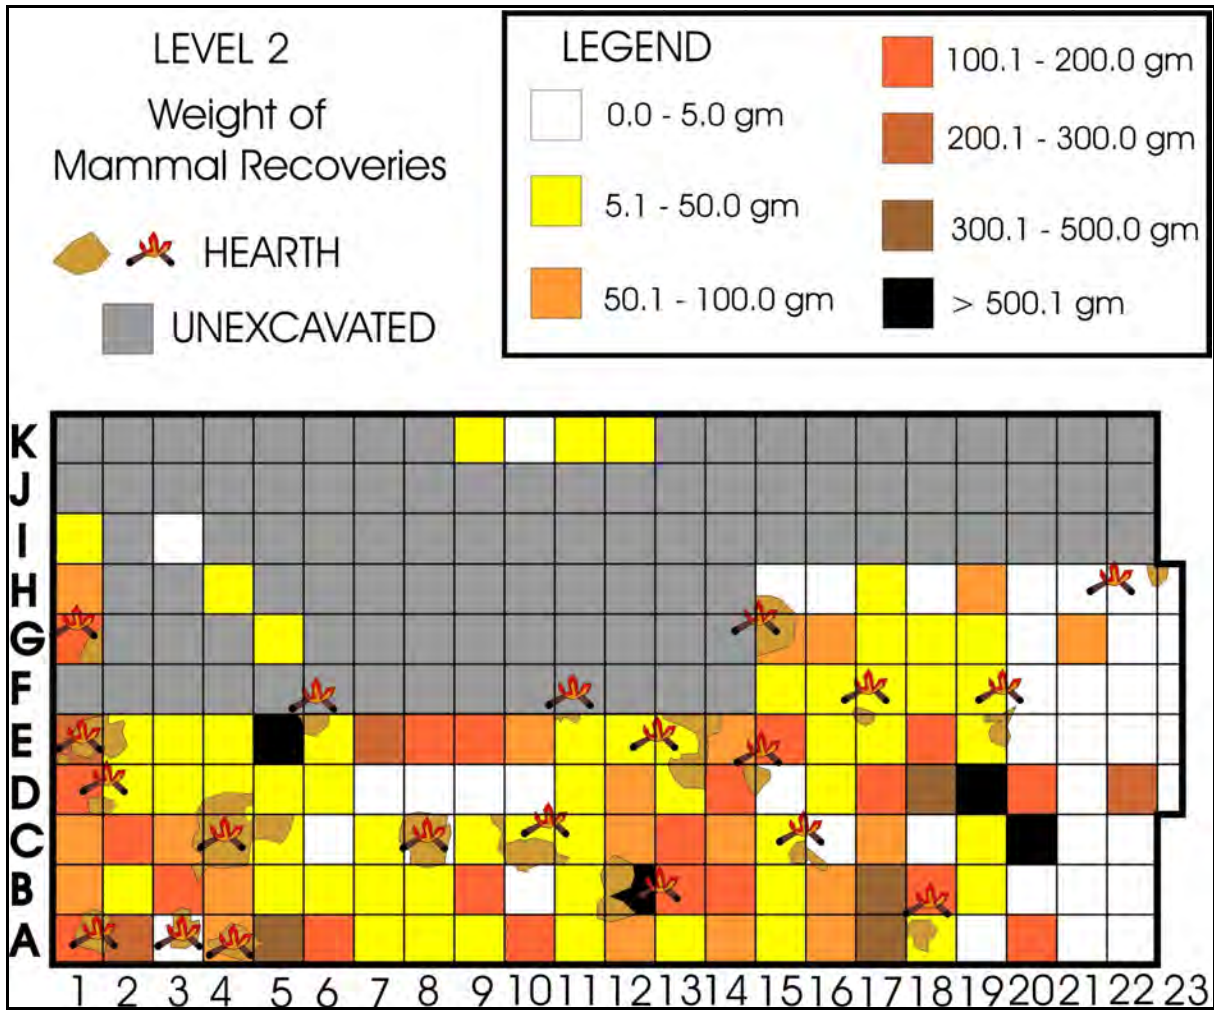 LEVEL 2
Weight of
Mammal Recoveries
HEARTH
UNEXCAVATED
LEGEND
0.0 - 5.0 gm
5.1 - 50.0 gm
50.1 - 100.0 gm
100.1 - 200.0 gm
200.1 - 300.0 gm
300.1 - 500.0 gm
> 500.1 gm
K
J
I
H
G
F
E
D
C
B
A
1 2 3 4 5 6 7 8 9 10 11 12 13 14 15 16 17 18 19 20 21 22 23